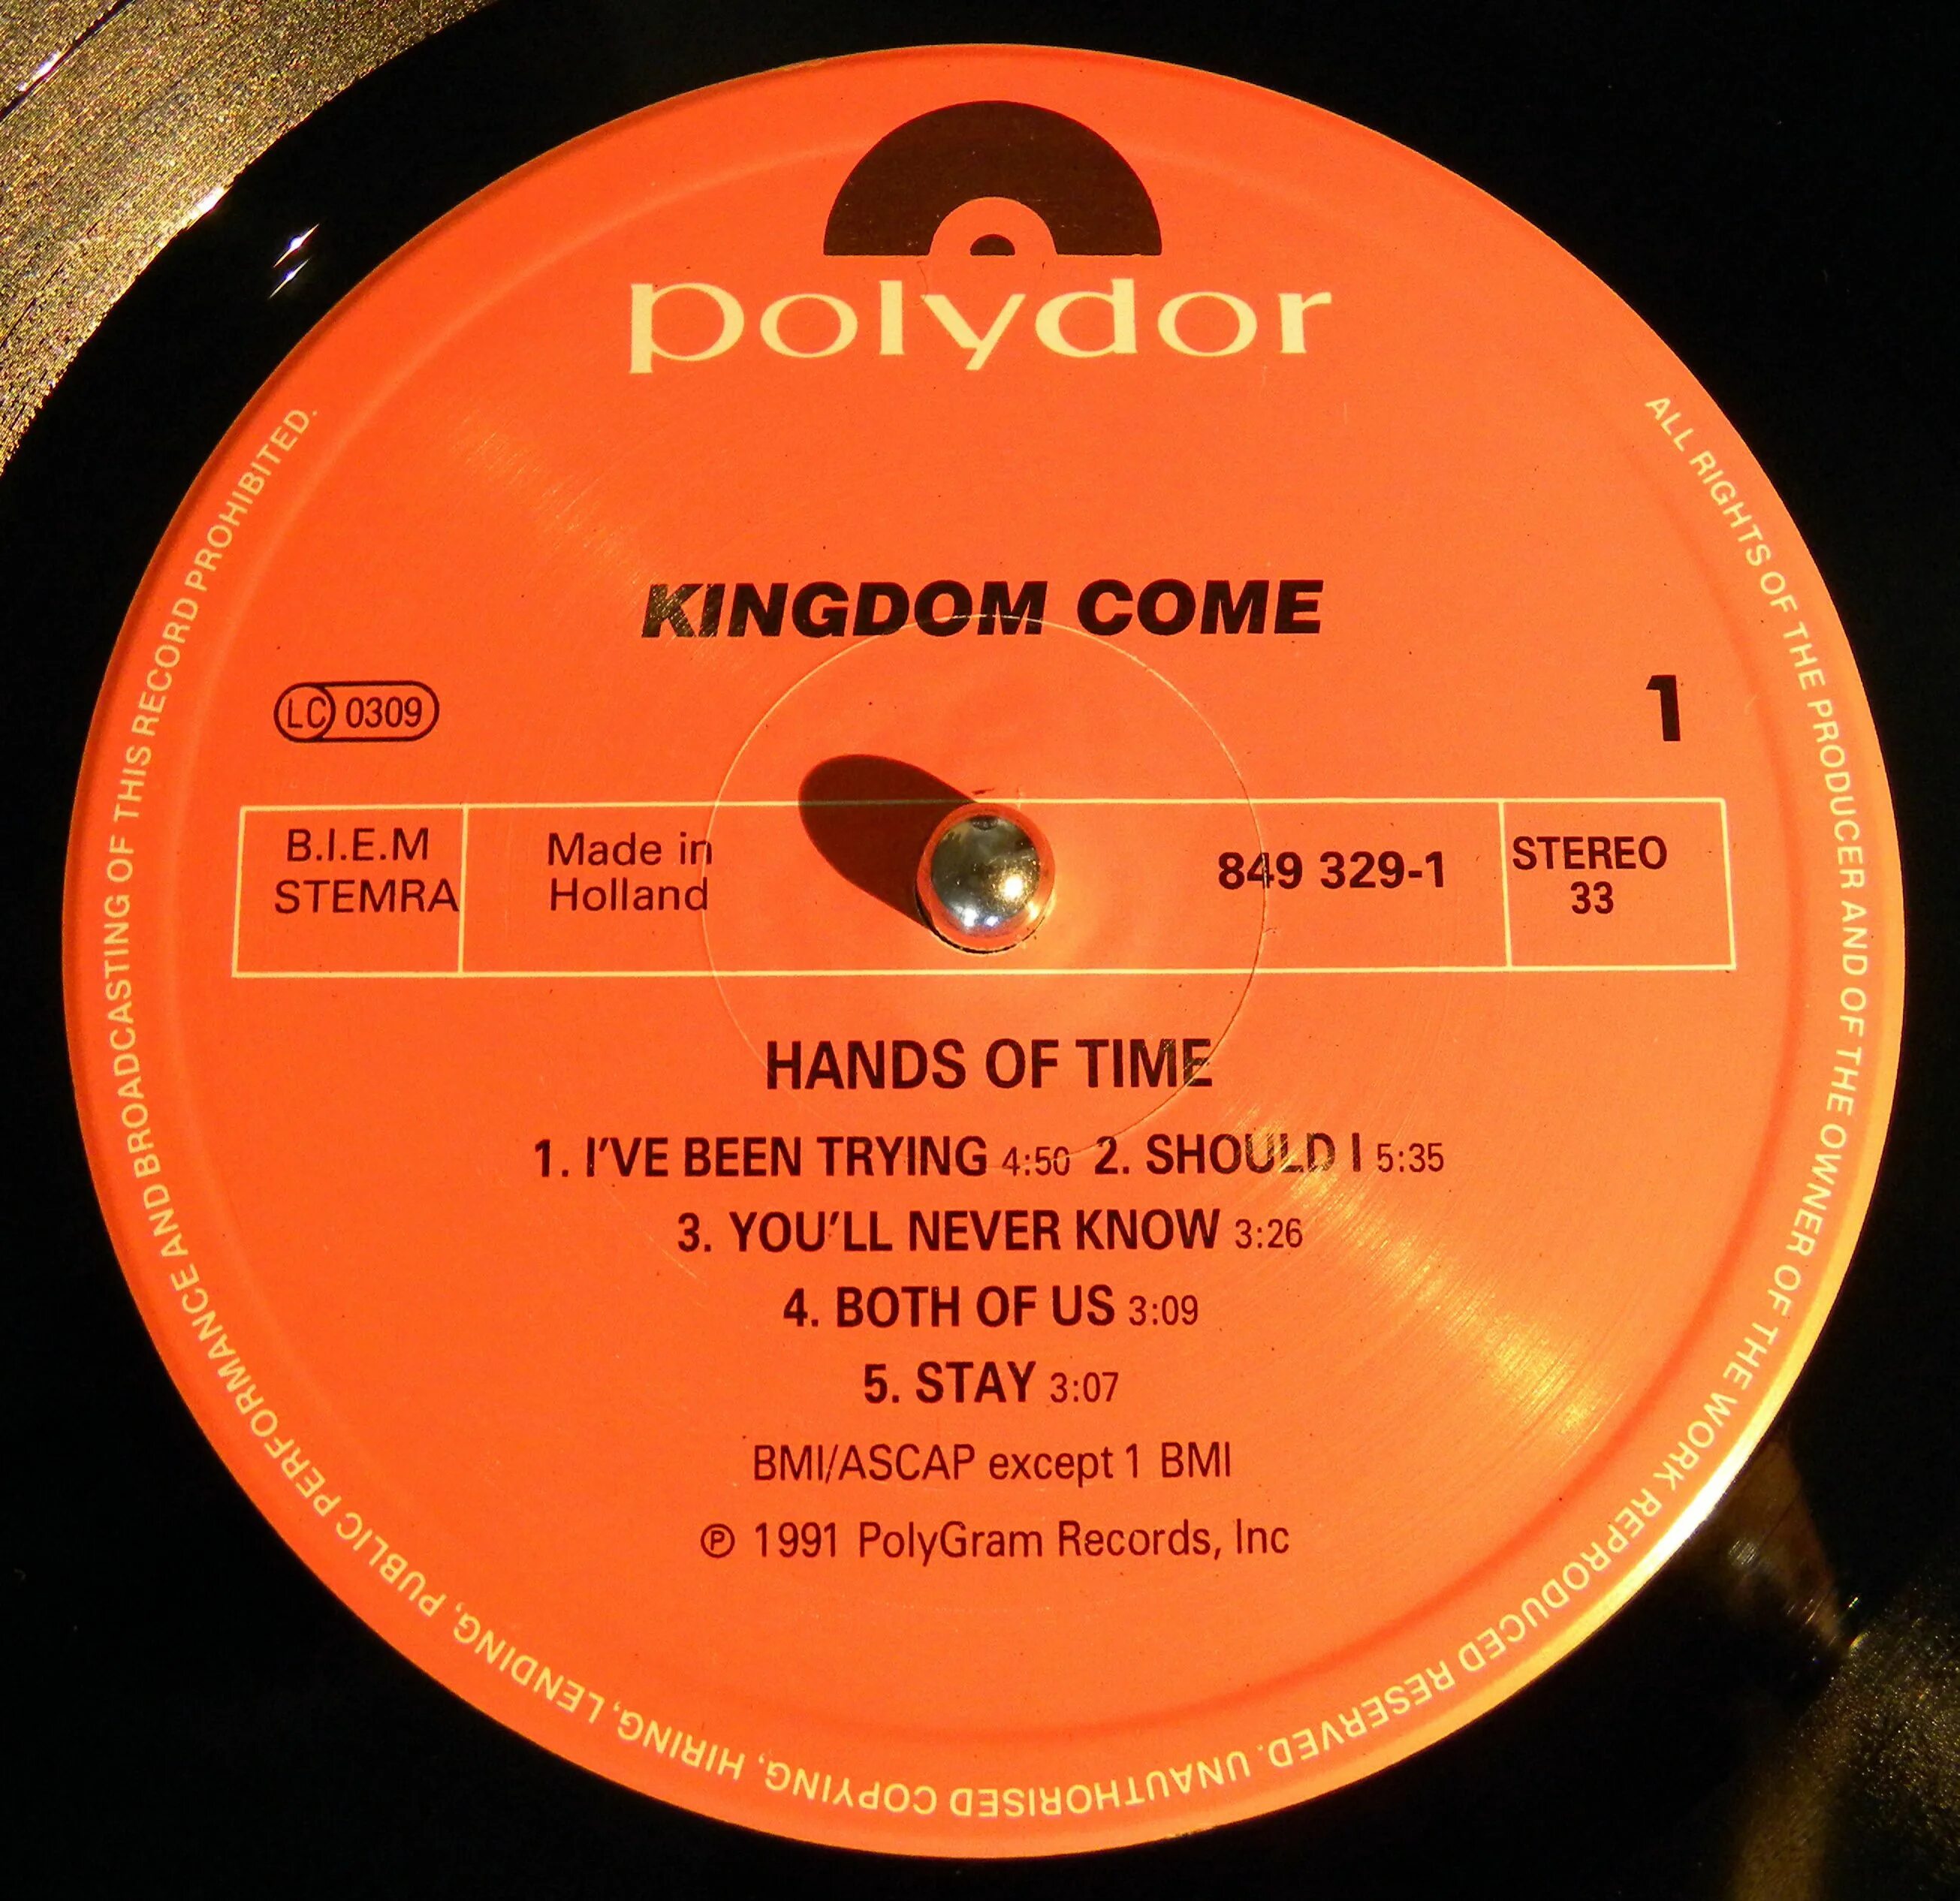 polydor
KINGDOM COME
LC 0309
1
B.I.E.M
STEMRA
Made in
Holland
849 329-1
STEREO
33
HANDS OF TIME
1. I'VE BEEN TRYING 4:50 2. SHOULD I 5:35
3. YOU'LL NEVER KNOW 3:26
4. BOTH OF US 3:09
5. STAY 3:07
BMI/ASCAP except 1 BMI
℗ 1991 PolyGram Records, Inc
ALL RIGHTS OF THE PRODUCER AND OF THE OWNER OF THE WORK REPRODUCED RESERVED. UNAUTHORISED COPYING, HIRING, LENDING, PUBLIC PERFORMANCE AND BROADCASTING OF THIS RECORD PROHIBITED.